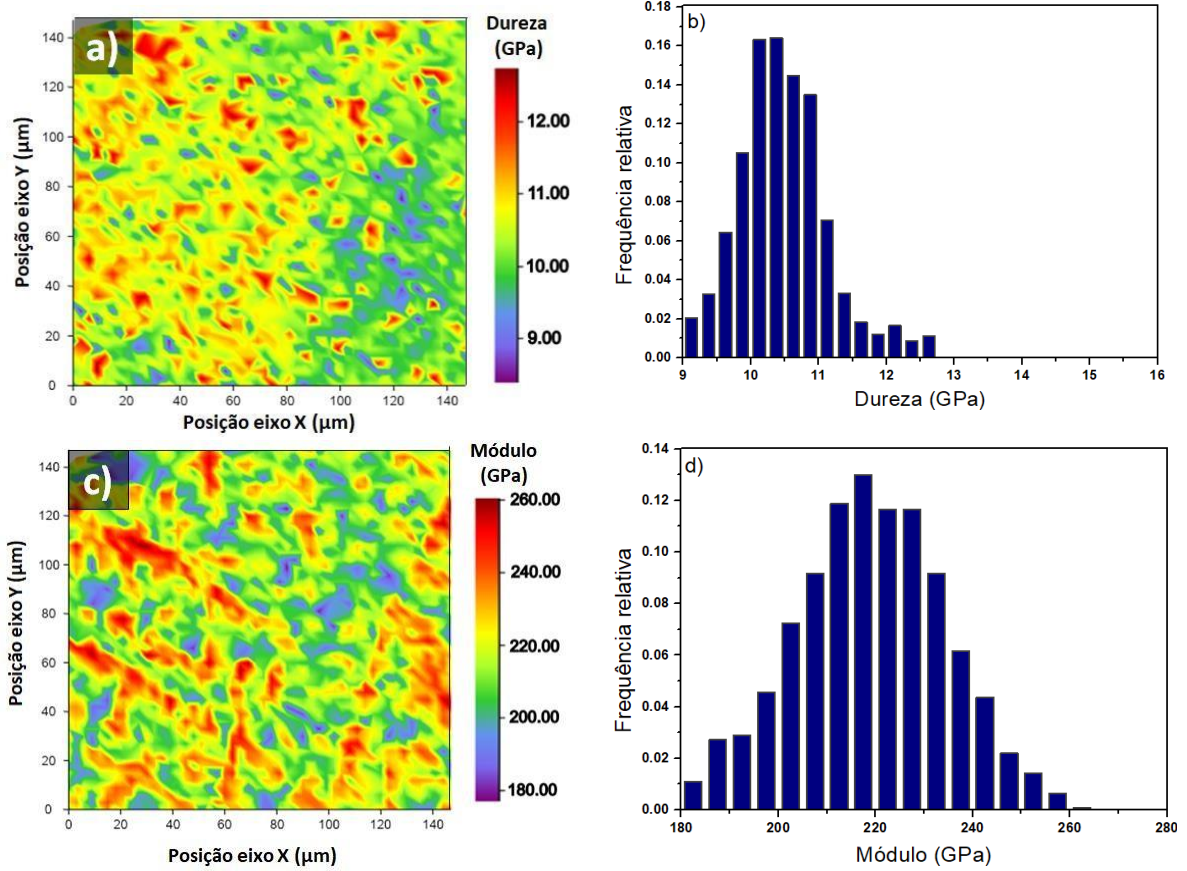 a)
Dureza
(GPa)
140
120
100
80
60
40
20
0
Posição eixo Y (µm)
0 20 40 60 80 100 120 140
Posição eixo X (µm)
12.00
11.00
10.00
9.00
b)
0.18
0.16
0.14
0.12
0.10
0.08
0.06
0.04
0.02
0.00
Frequência relativa
9 10 11 12 13 14 15 16
Dureza (GPa)
c)
Módulo
(GPa)
140
120
100
80
60
40
20
0
Posição eixo Y (µm)
0 20 40 60 80 100 120 140
Posição eixo X (µm)
260.00
240.00
220.00
200.00
180.00
d)
0.14
0.12
0.10
0.08
0.06
0.04
0.02
0.00
Frequência relativa
180 200 220 240 260 280
Módulo (GPa)